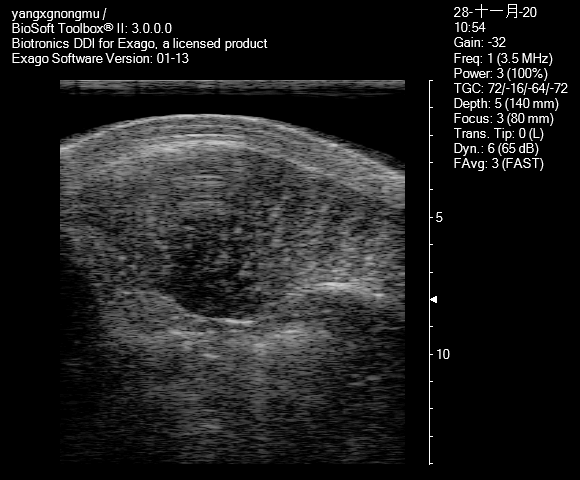 yangxgnongmu /
BioSoft Toolbox® II: 3.0.0.0
Biotronics DDI for Exago, a licensed product
Exago Software Version: 01-13
28-十一月-20
10:54
Gain: -32
Freq: 1 (3.5 MHz)
Power: 3 (100%)
TGC: 72/-16/-64/-72
Depth: 5 (140 mm)
Focus: 3 (80 mm)
Trans. Tip: 0 (L)
Dyn.: 6 (65 dB)
FAvg: 3 (FAST)
5
10